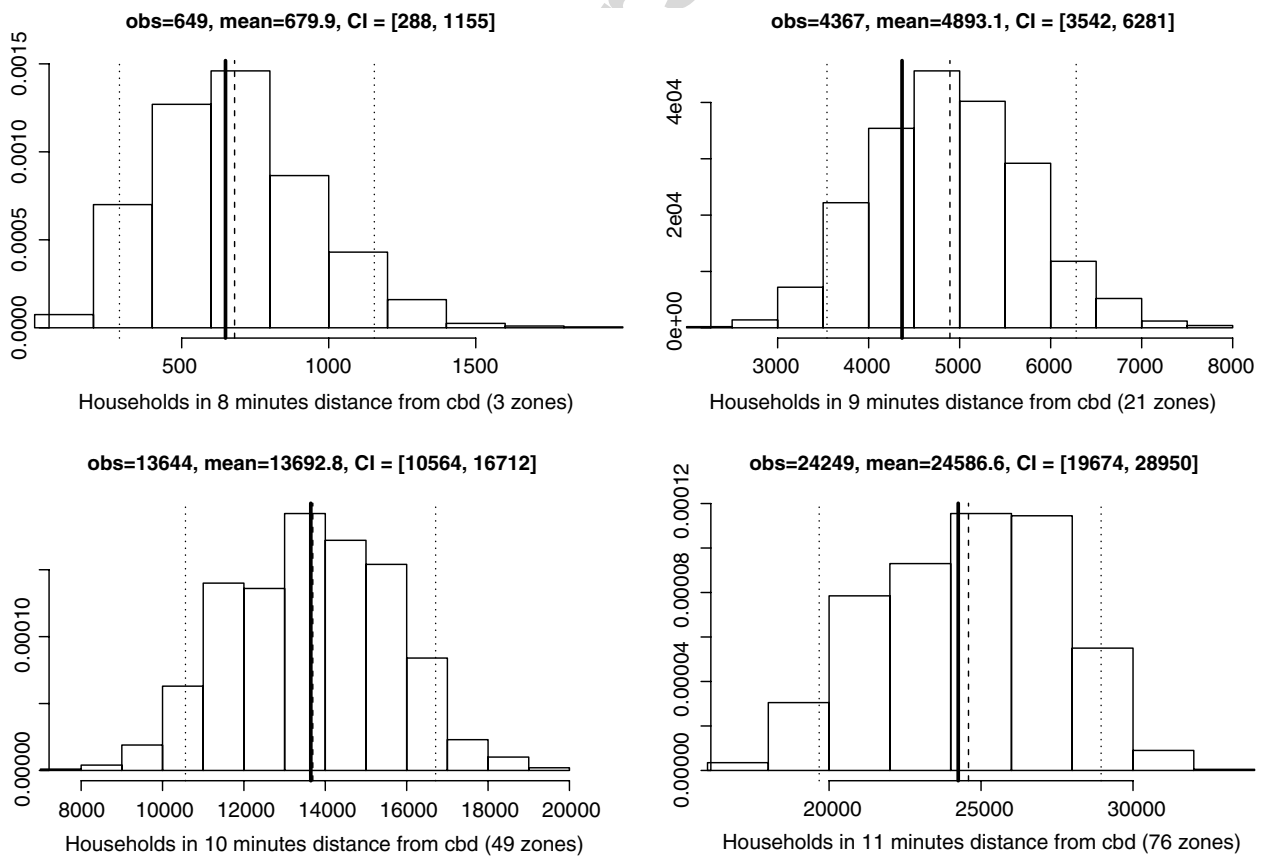 obs=649, mean=679.9, CI = [288, 1155]
0.0000 0.0005 0.0010 0.0015
500 1000 1500
Households in 8 minutes distance from cbd (3 zones)
obs=4367, mean=4893.1, CI = [3542, 6281]
0e+00 2e04 4e04
3000 4000 5000 6000 7000 8000
Households in 9 minutes distance from cbd (21 zones)
obs=13644, mean=13692.8, CI = [10564, 16712]
0.00000 0.00010
8000 10000 12000 14000 16000 18000 20000
Households in 10 minutes distance from cbd (49 zones)
obs=24249, mean=24586.6, CI = [19674, 28950]
0.00000 0.00004 0.00008 0.00012
20000 25000 30000
Households in 11 minutes distance from cbd (76 zones)